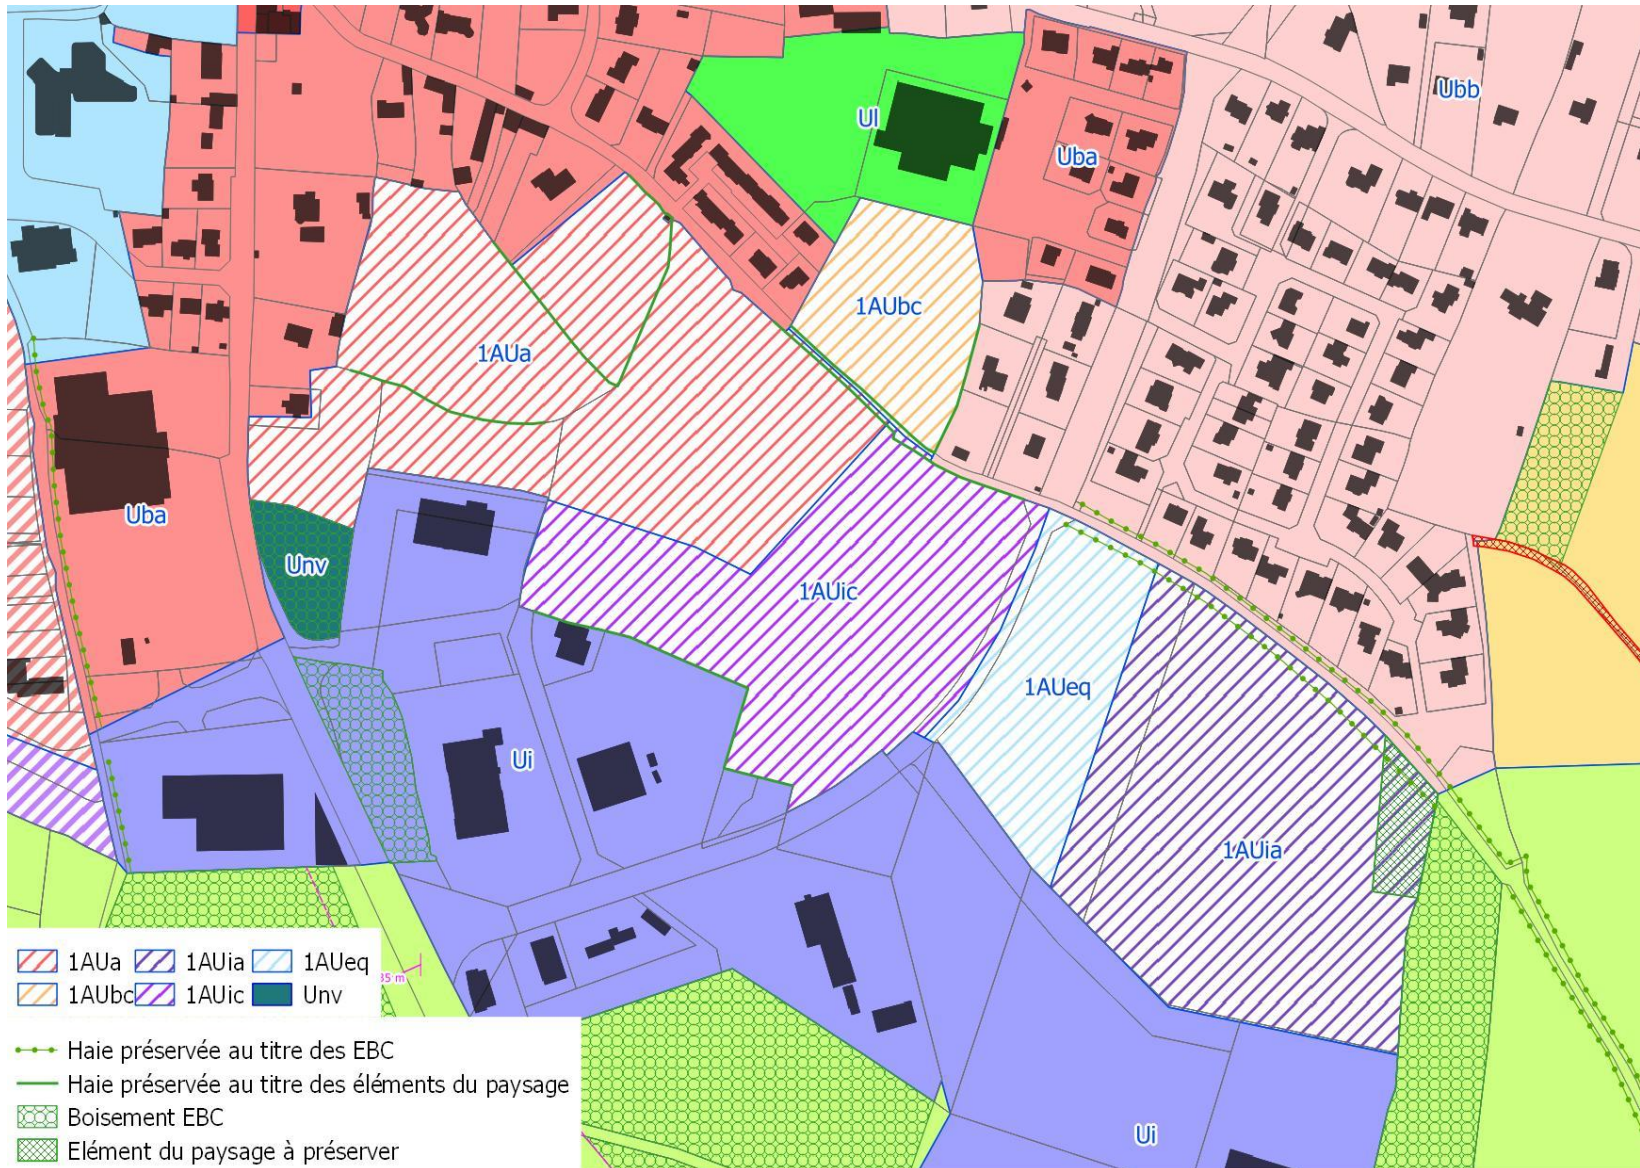 Ubb
Ul
Uba
1AUbc
1AUa
Uba
Unv
1AUic
1AUeq
Ui
1AUia
1AUa 1AUia 1AUeq
1AUbc 1AUic Unv
35 m
Haie préservée au titre des EBC
Haie préservée au titre des éléments du paysage
Boisement EBC
Elément du paysage à préserver
Ui